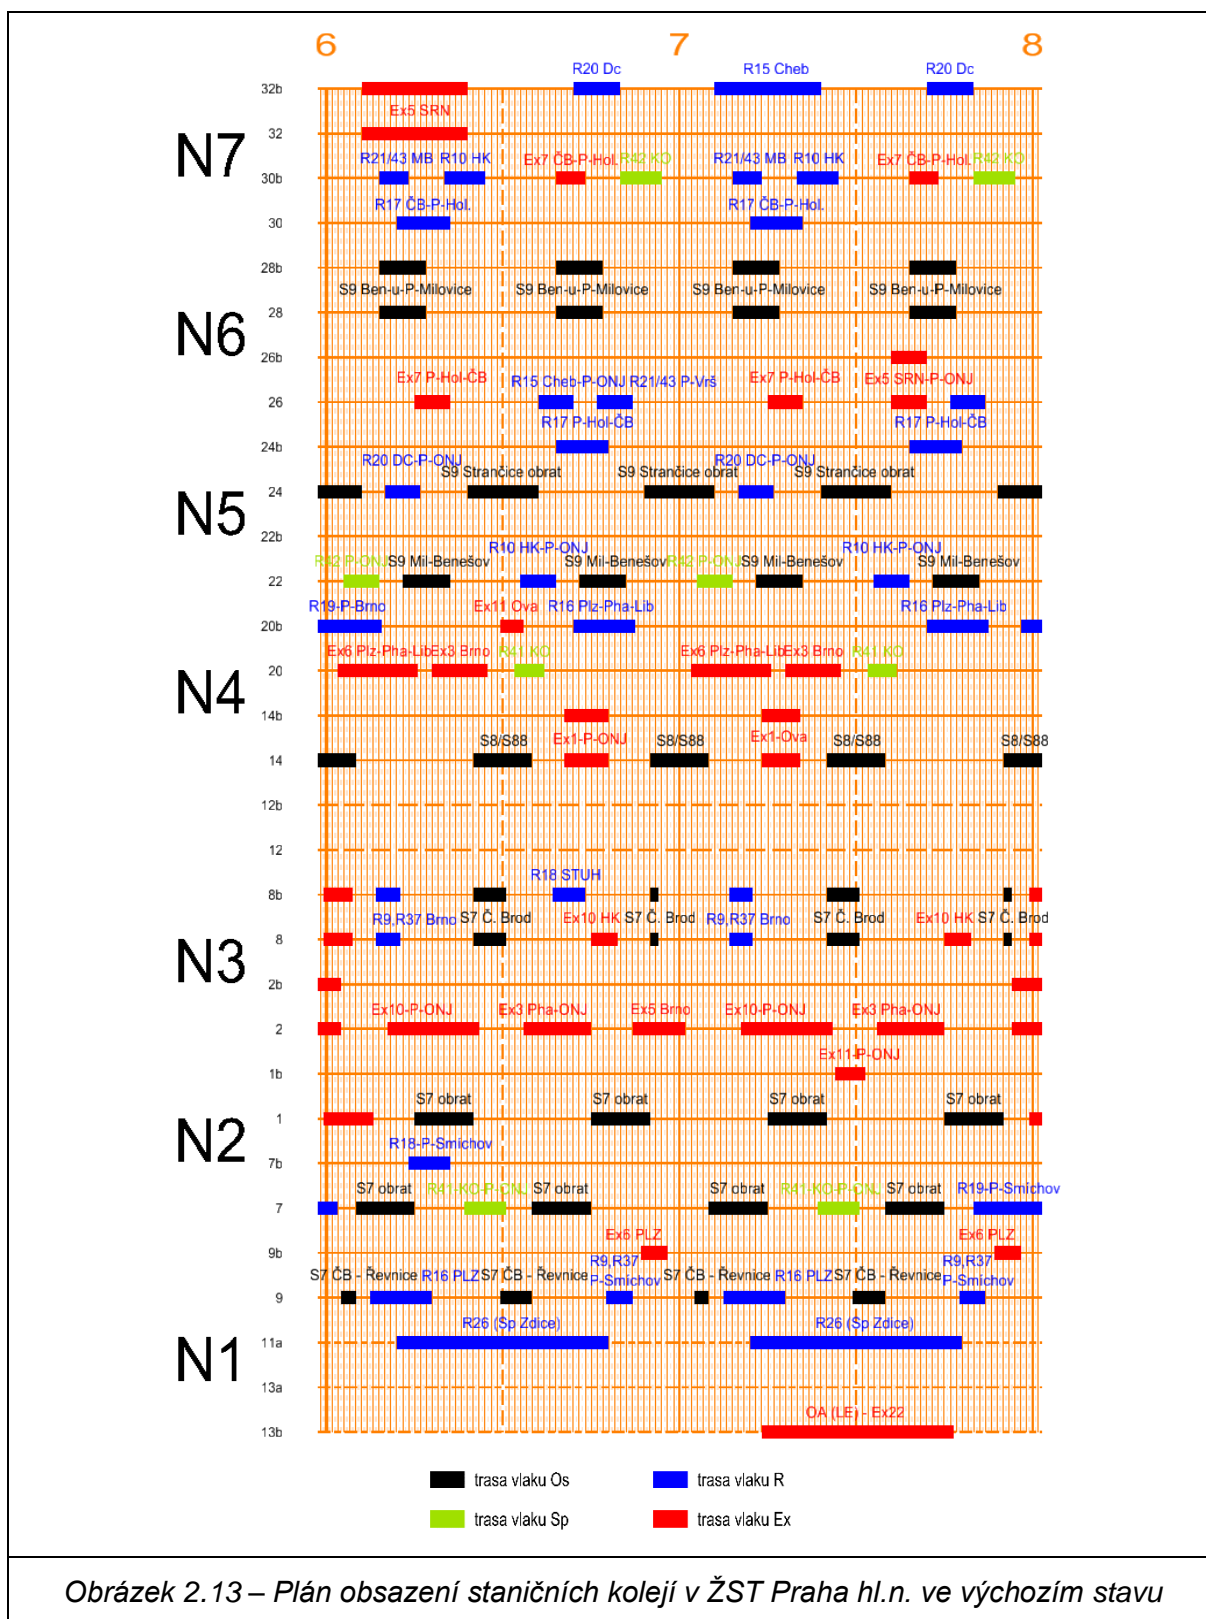 6 7 8
R20 Dc R15 Cheb R20 Dc
32b
Ex5 SRN
32
N7
R21/43 MB R10 HK Ex7 ČB-P-Hol. R42 KO R21/43 MB R10 HK Ex7 ČB-P-Hol. R42 KO
30b
R17 ČB-P-Hol. R17 ČB-P-Hol.
30
28b
S9 Ben-u-P-Milovice S9 Ben-u-P-Milovice S9 Ben-u-P-Milovice S9 Ben-u-P-Milovice
28
N6
26b
Ex7 P-Hol-ČB R15 Cheb-P-ONJ R21/43 P-Vrš Ex7 P-Hol-ČB Ex5 SRN-P-ONJ
26
R17 P-Hol-ČB R17 P-Hol-ČB
24b
R20 DC-P-ONJ S9 Strančice obrat S9 Strančice obrat R20 DC-P-ONJ S9 Strančice obrat
24
N5
22b
R42 P-ONJ S9 Mil-Benešov R10 HK-P-ONJ S9 Mil-Benešov R42 P-ONJ S9 Mil-Benešov R10 HK-P-ONJ S9 Mil-Benešov
22
R19-P-Brno Ex11 Ova R16 Plz-Pha-Lib R16 Plz-Pha-Lib
20b
Ex6 Plz-Pha-Lib Ex3 Brno R41 KO Ex6 Plz-Pha-Lib Ex3 Brno R41 KO
20
N4
14b
S8/S88 Ex1-P-ONJ S8/S88 Ex1-Ova S8/S88 S8/S88
14
12b
12
R18 STUH
8b
R9,R37 Brno S7 Č. Brod Ex10 HK S7 Č. Brod R9,R37 Brno S7 Č. Brod Ex10 HK S7 Č. Brod
8
N3
2b
Ex10-P-ONJ Ex3 Pha-ONJ Ex5 Brno Ex10-P-ONJ Ex3 Pha-ONJ
2
Ex11-P-ONJ
1b
S7 obrat S7 obrat S7 obrat S7 obrat
1
N2
R18-P-Smíchov
7b
S7 obrat R41-KO-P-ONJ S7 obrat S7 obrat R41-KO-P-ONJ S7 obrat R19-P-Smíchov
7
Ex6 PLZ Ex6 PLZ
9b
S7 ČB - Řevnice R16 PLZ S7 ČB - Řevnice R9,R37 P-Smíchov S7 ČB - Řevnice R16 PLZ S7 ČB - Řevnice R9,R37 P-Smíchov
9
R26 (Sp Zdice) R26 (Sp Zdice)
11a
N1
13a
OA (LE) - Ex22
13b
trasa vlaku Os trasa vlaku R
trasa vlaku Sp trasa vlaku Ex
Obrázek 2.13 – Plán obsazení staničních kolejí v ŽST Praha hl.n. ve výchozím stavu